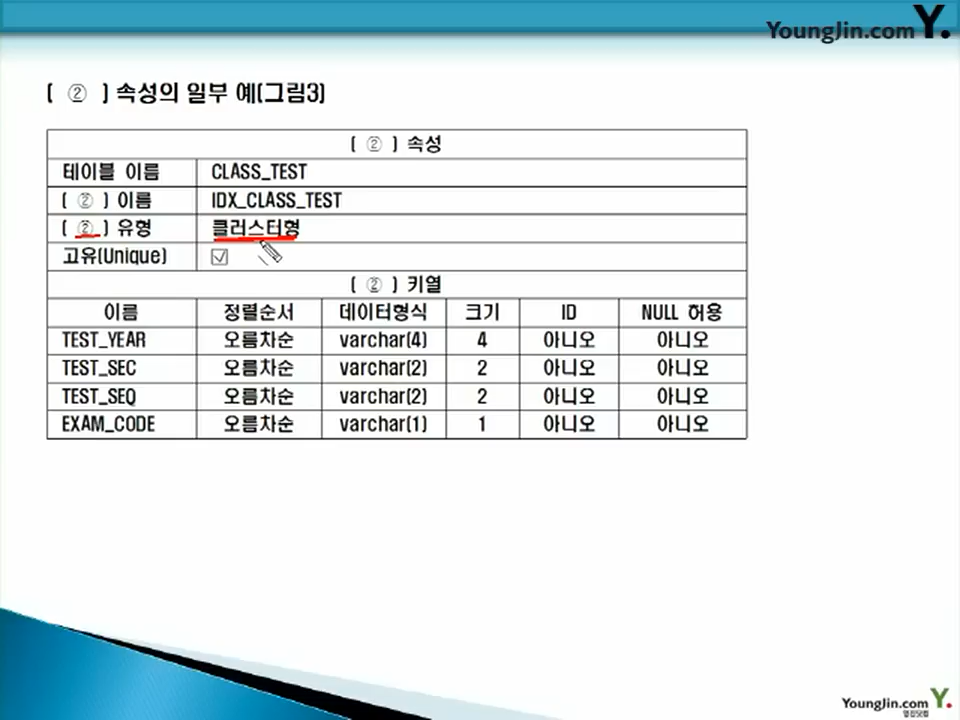 YoungJin.com Y.
( ② ) 속성의 일부 예(그림3)
( ② ) 속성
테이블 이름 CLASS_TEST
( ② ) 이름 IDX_CLASS_TEST
( ② ) 유형 클러스터형
고유(Unique) ☑
( ② ) 키열
이름 정렬순서 데이터형식 크기 ID NULL 허용
TEST_YEAR 오름차순 varchar(4) 4 아니오 아니오
TEST_SEC 오름차순 varchar(2) 2 아니오 아니오
TEST_SEQ 오름차순 varchar(2) 2 아니오 아니오
EXAM_CODE 오름차순 varchar(1) 1 아니오 아니오
YoungJin.com Y.
영진닷컴